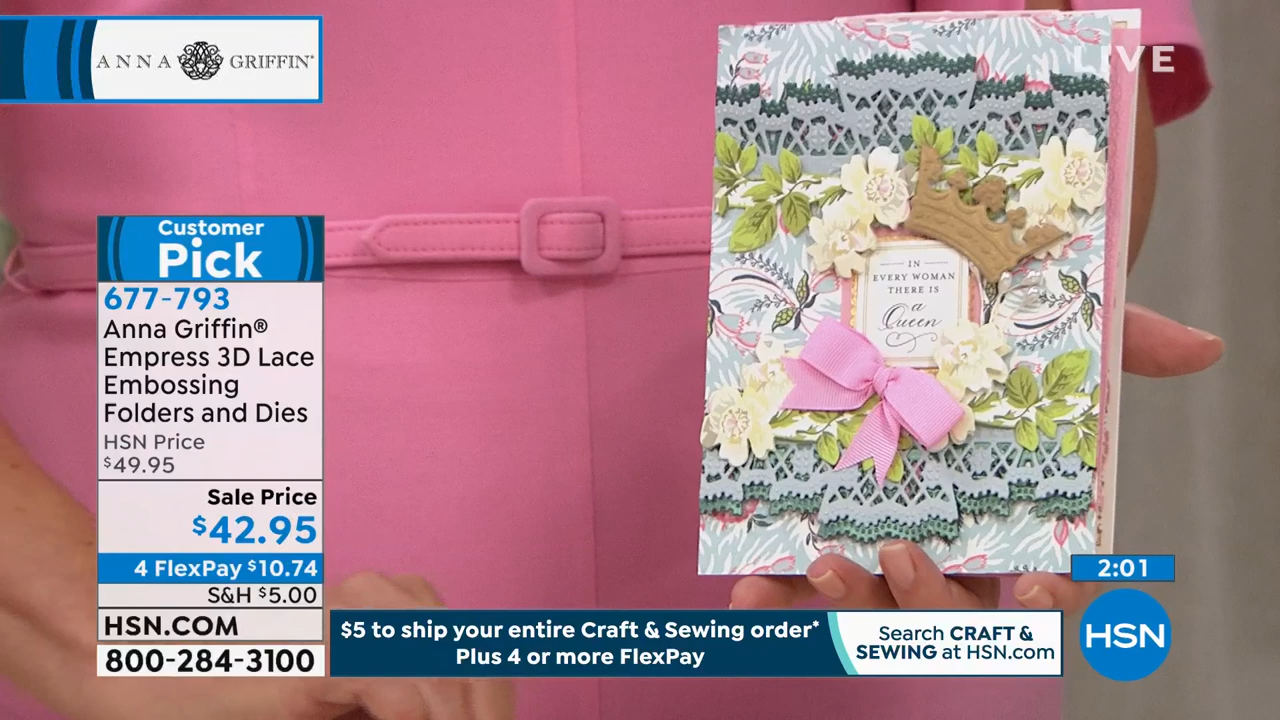 ANNA GRIFFIN®
LIVE
Customer
Pick
677-793
Anna Griffin®
Empress 3D Lace
Embossing
Folders and Dies
HSN Price
$49.95
Sale Price
$42.95
4 FlexPay $10.74
S&H $5.00
HSN.COM
800-284-3100
IN
EVERY WOMAN
THERE IS
a
Queen
2:01
$5 to ship your entire Craft & Sewing order*
Plus 4 or more FlexPay
Search CRAFT &
SEWING at HSN.com
HSN